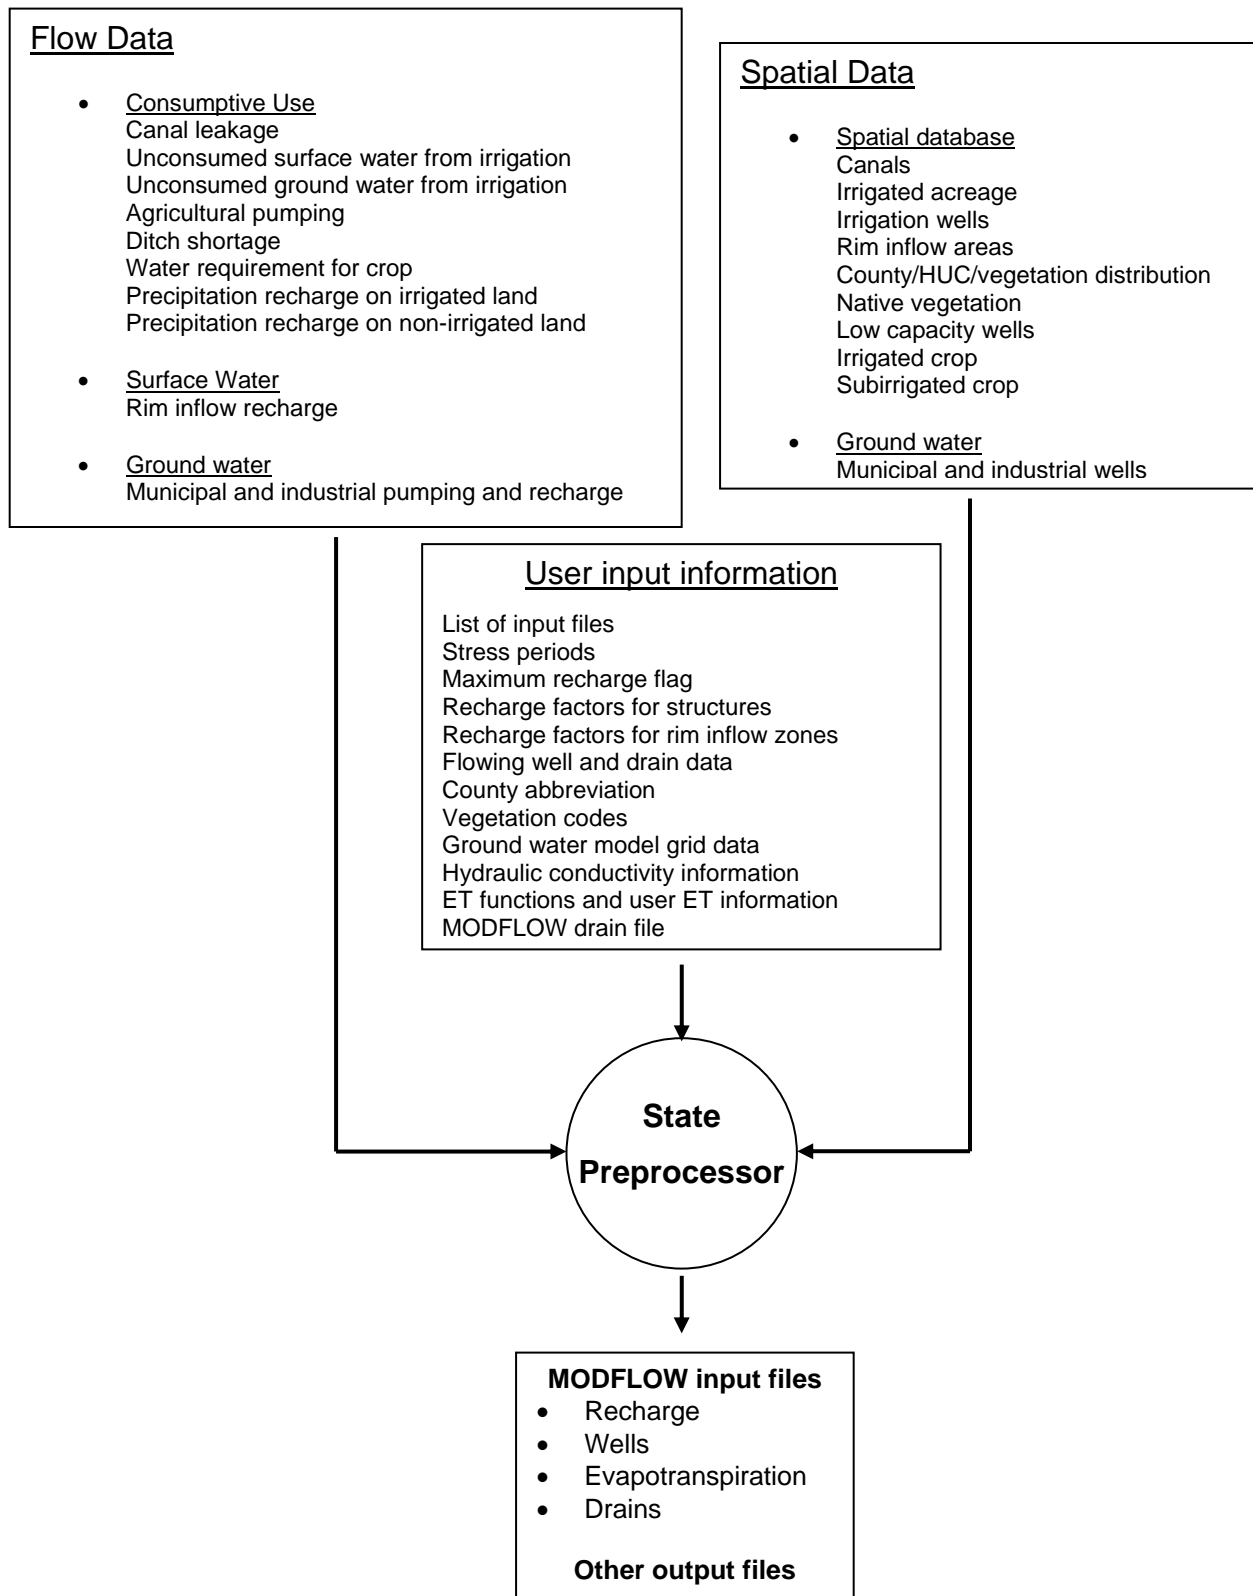 Flow Data
• Consumptive Use
Canal leakage
Unconsumed surface water from irrigation
Unconsumed ground water from irrigation
Agricultural pumping
Ditch shortage
Water requirement for crop
Precipitation recharge on irrigated land
Precipitation recharge on non-irrigated land
• Surface Water
Rim inflow recharge
• Ground water
Municipal and industrial pumping and recharge
Spatial Data
• Spatial database
Canals
Irrigated acreage
Irrigation wells
Rim inflow areas
County/HUC/vegetation distribution
Native vegetation
Low capacity wells
Irrigated crop
Subirrigated crop
• Ground water
Municipal and industrial wells
User input information
List of input files
Stress periods
Maximum recharge flag
Recharge factors for structures
Recharge factors for rim inflow zones
Flowing well and drain data
County abbreviation
Vegetation codes
Ground water model grid data
Hydraulic conductivity information
ET functions and user ET information
MODFLOW drain file
State
Preprocessor
MODFLOW input files
• Recharge
• Wells
• Evapotranspiration
• Drains
Other output files